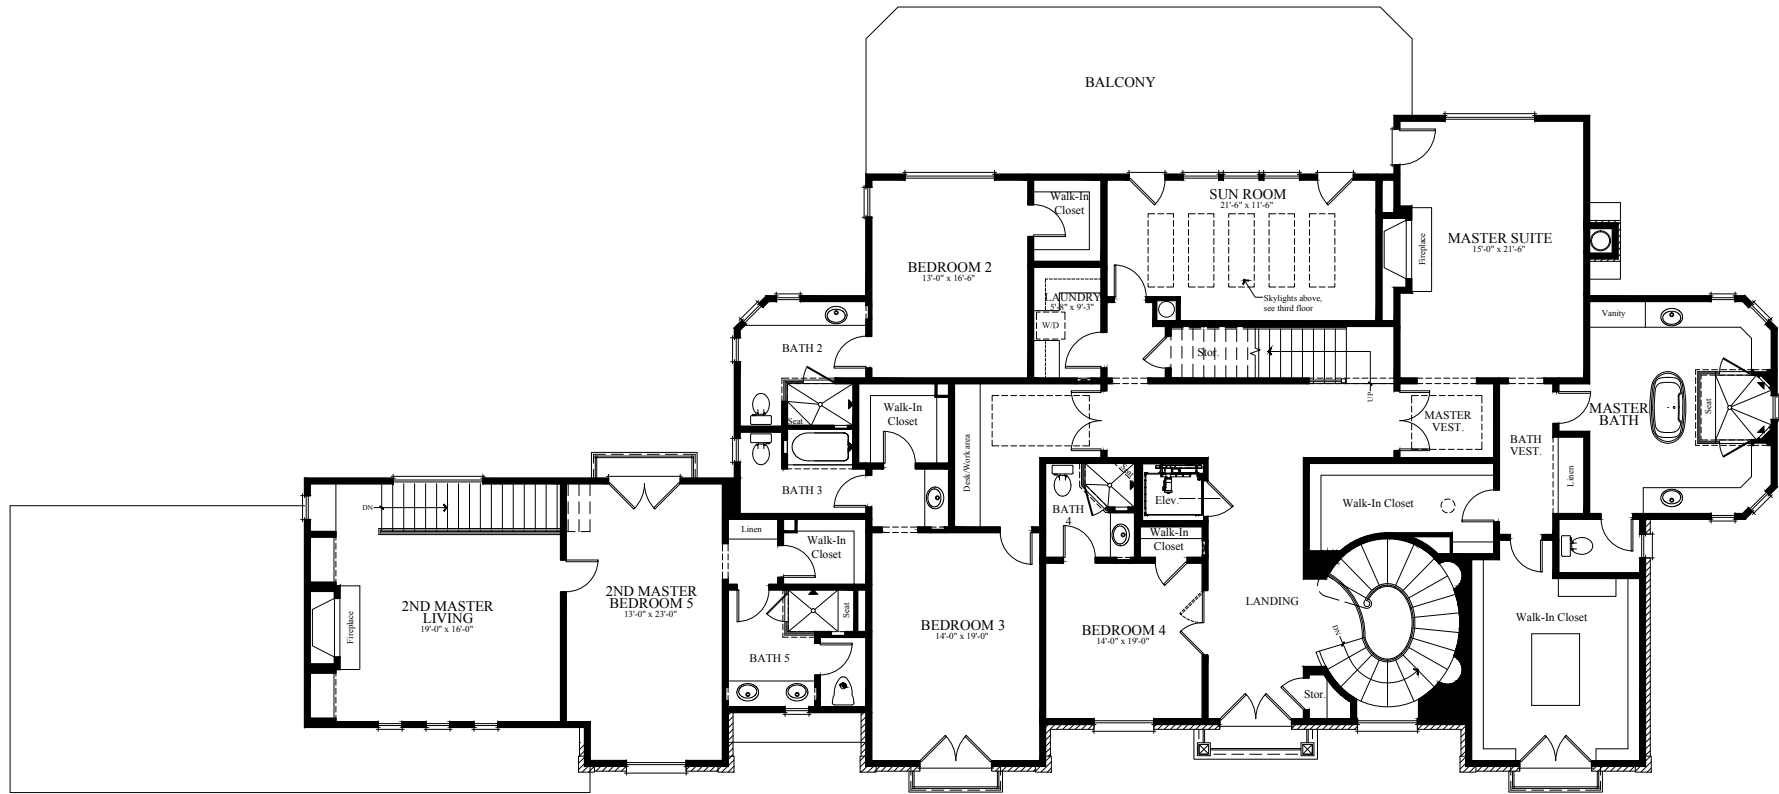 BALCONY
Walk-In
Closet
SUN ROOM
21'-6" x 11'-6"
MASTER SUITE
15'-0" x 21'-6"
Fireplace
BEDROOM 2
13'-0" x 16'-6"
LAUNDRY
5'-8" x 9'-3"
W/D
Skylights above,
see third floor
Vanity
BATH 2
Stor.
UP
Seat
Walk-In
Closet
MASTER
VEST.
MASTER
BATH
Seat
BATH
VEST.
Desk/Work area
Linen
BATH 3
Seat
Elev.
BATH
4
Walk-In Closet
DN
Linen
Walk-In
Closet
Walk-In
Closet
2ND MASTER
LIVING
19'-0" x 16'-0"
Fireplace
2ND MASTER
BEDROOM 5
13'-0" x 23'-0"
Seat
BEDROOM 3
14'-0" x 19'-0"
BEDROOM 4
14'-0" x 19'-0"
LANDING
DN
Walk-In Closet
BATH 5
Stor.